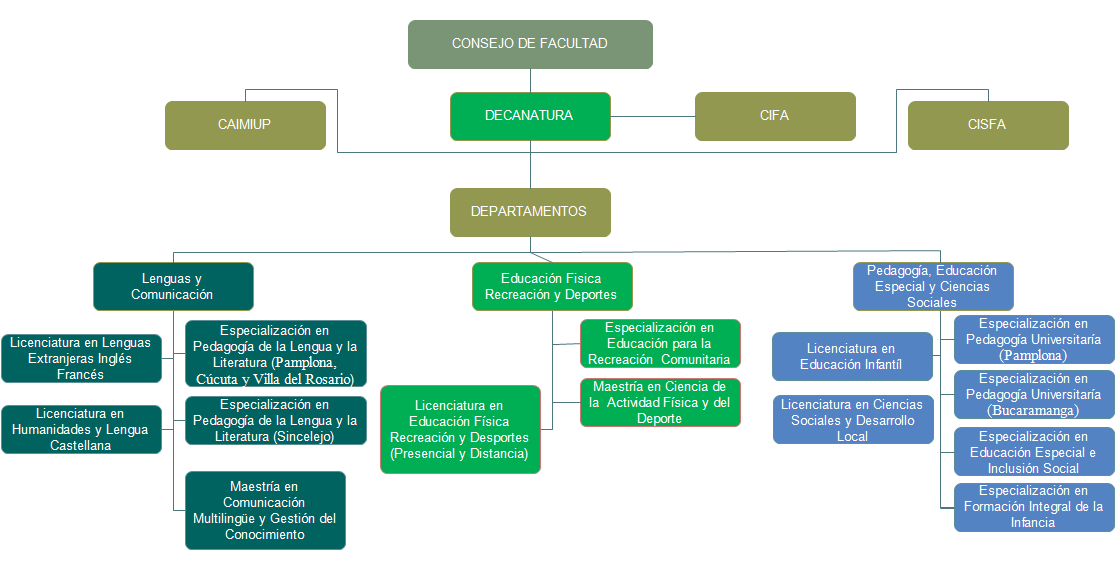 CONSEJO DE FACULTAD
CAIMIUP
DECANATURA
CIFA
CISFA
DEPARTAMENTOS
Lenguas y
Comunicación
Licenciatura en Lenguas
Extranjeras Inglés
Francés
Licenciatura en
Humanidades y Lengua
Castellana
Especialización en
Pedagogía de la Lengua y la
Literatura (Pamplona,
Cúcuta y Villa del Rosario)
Especialización en
Pedagogía de la Lengua y la
Literatura (Sincelejo)
Maestría en
Comunicación
Multilingüe y Gestión del
Conocimiento
Educación Fisica
Recreación y Deportes
Especialización en
Educación para la
Recreación Comunitaria
Maestría en Ciencia de
la Actividad Física y del
Deporte
Licenciatura en
Educación Física
Recreación y Desportes
(Presencial y Distancia)
Pedagogía, Educación
Especial y Ciencias
Sociales
Licenciatura en
Educación Infantíl
Licenciatura en Ciencias
Sociales y Desarrollo
Local
Especialización en
Pedagogía Universitaría
(Pamplona)
Especialización en
Pedagogía Universitaría
(Bucaramanga)
Especialización en
Educación Especial e
Inclusión Social
Especialización en
Formación Integral de la
Infancia